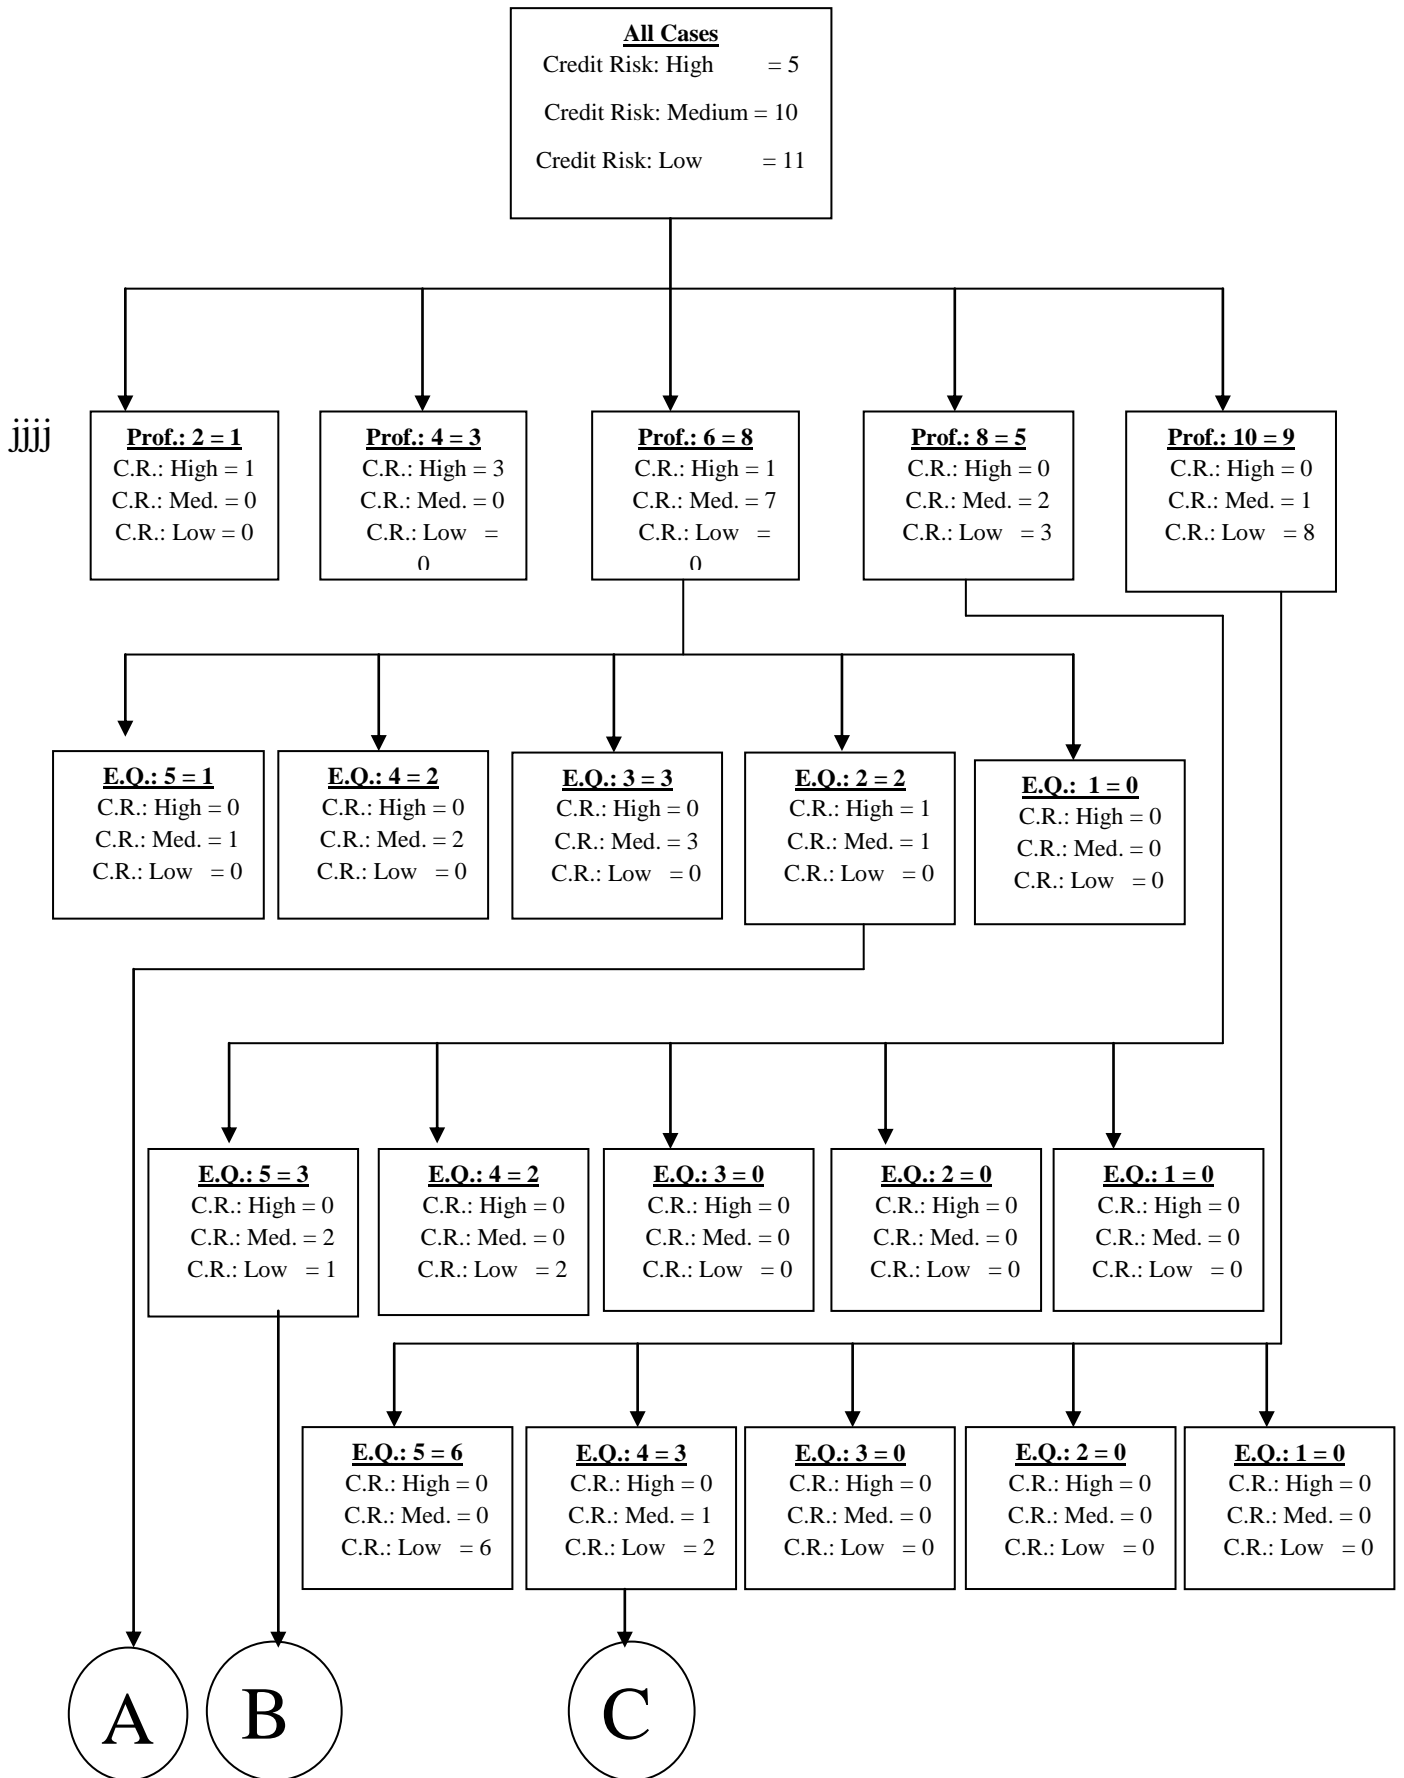 All Cases
Credit Risk: High = 5
Credit Risk: Medium = 10
Credit Risk: Low = 11
jjjj
Prof.: 2 = 1
C.R.: High = 1
C.R.: Med. = 0
C.R.: Low = 0
Prof.: 4 = 3
C.R.: High = 3
C.R.: Med. = 0
C.R.: Low =
0
Prof.: 6 = 8
C.R.: High = 1
C.R.: Med. = 7
C.R.: Low =
0
Prof.: 8 = 5
C.R.: High = 0
C.R.: Med. = 2
C.R.: Low = 3
Prof.: 10 = 9
C.R.: High = 0
C.R.: Med. = 1
C.R.: Low = 8
E.Q.: 5 = 1
C.R.: High = 0
C.R.: Med. = 1
C.R.: Low = 0
E.Q.: 4 = 2
C.R.: High = 0
C.R.: Med. = 2
C.R.: Low = 0
E.Q.: 3 = 3
C.R.: High = 0
C.R.: Med. = 3
C.R.: Low = 0
E.Q.: 2 = 2
C.R.: High = 1
C.R.: Med. = 1
C.R.: Low = 0
E.Q.: 1 = 0
C.R.: High = 0
C.R.: Med. = 0
C.R.: Low = 0
E.Q.: 5 = 3
C.R.: High = 0
C.R.: Med. = 2
C.R.: Low = 1
E.Q.: 4 = 2
C.R.: High = 0
C.R.: Med. = 0
C.R.: Low = 2
E.Q.: 3 = 0
C.R.: High = 0
C.R.: Med. = 0
C.R.: Low = 0
E.Q.: 2 = 0
C.R.: High = 0
C.R.: Med. = 0
C.R.: Low = 0
E.Q.: 1 = 0
C.R.: High = 0
C.R.: Med. = 0
C.R.: Low = 0
E.Q.: 5 = 6
C.R.: High = 0
C.R.: Med. = 0
C.R.: Low = 6
E.Q.: 4 = 3
C.R.: High = 0
C.R.: Med. = 1
C.R.: Low = 2
E.Q.: 3 = 0
C.R.: High = 0
C.R.: Med. = 0
C.R.: Low = 0
E.Q.: 2 = 0
C.R.: High = 0
C.R.: Med. = 0
C.R.: Low = 0
E.Q.: 1 = 0
C.R.: High = 0
C.R.: Med. = 0
C.R.: Low = 0
A
B
C